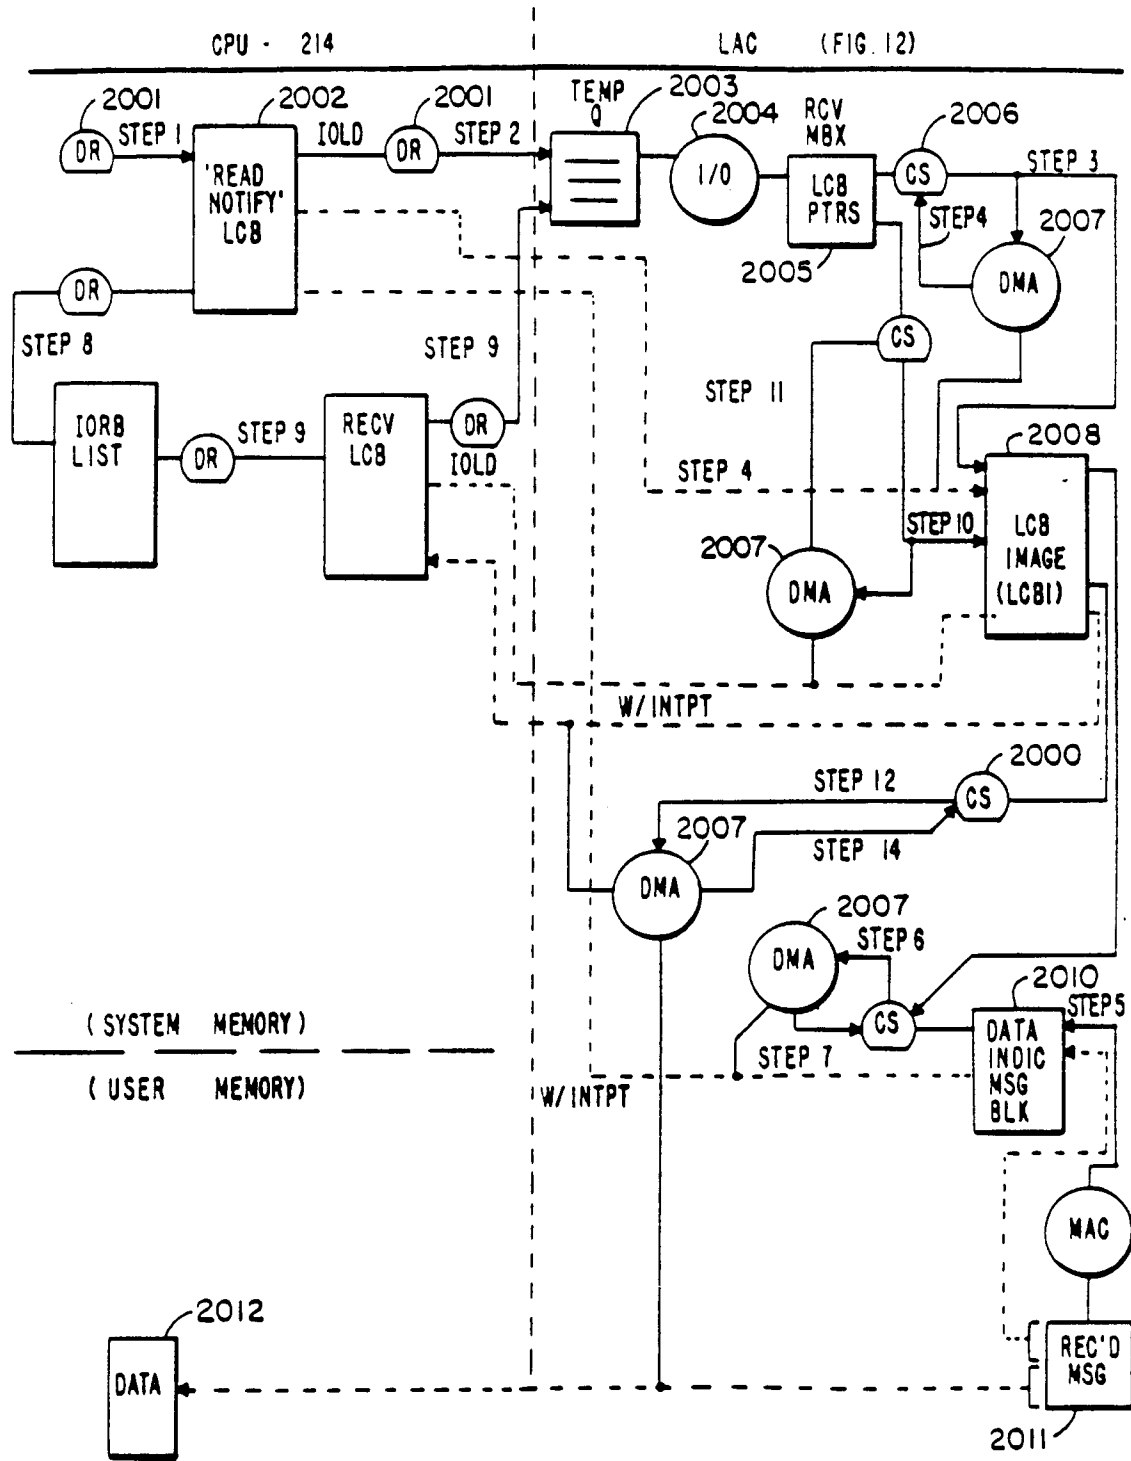 CPU - 214
LAC (FIG. 12)
2001
2002
2001
TEMP
Q
2003
2004
RCV
MBX
2006
DR
STEP 1
'READ
NOTIFY'
LCB
IOLD
DR
STEP 2
I/O
LCB
PTRS
CS
STEP 3
STEP 4
2007
2005
DMA
DR
STEP 8
STEP 9
CS
STEP 11
IORB
LIST
DR
STEP 9
RECV
LCB
DR
IOLD
STEP 4
2008
STEP 10
LCB
IMAGE
(LCBI)
2007
DMA
W/INTPT
2000
STEP 12
CS
2007
STEP 14
DMA
2007
STEP 6
DMA
2010
STEP 5
CS
DATA
INDIC
MSG
BLK
STEP 7
(SYSTEM MEMORY)
(USER MEMORY)
W/INTPT
MAC
2012
DATA
REC'D
MSG
2011